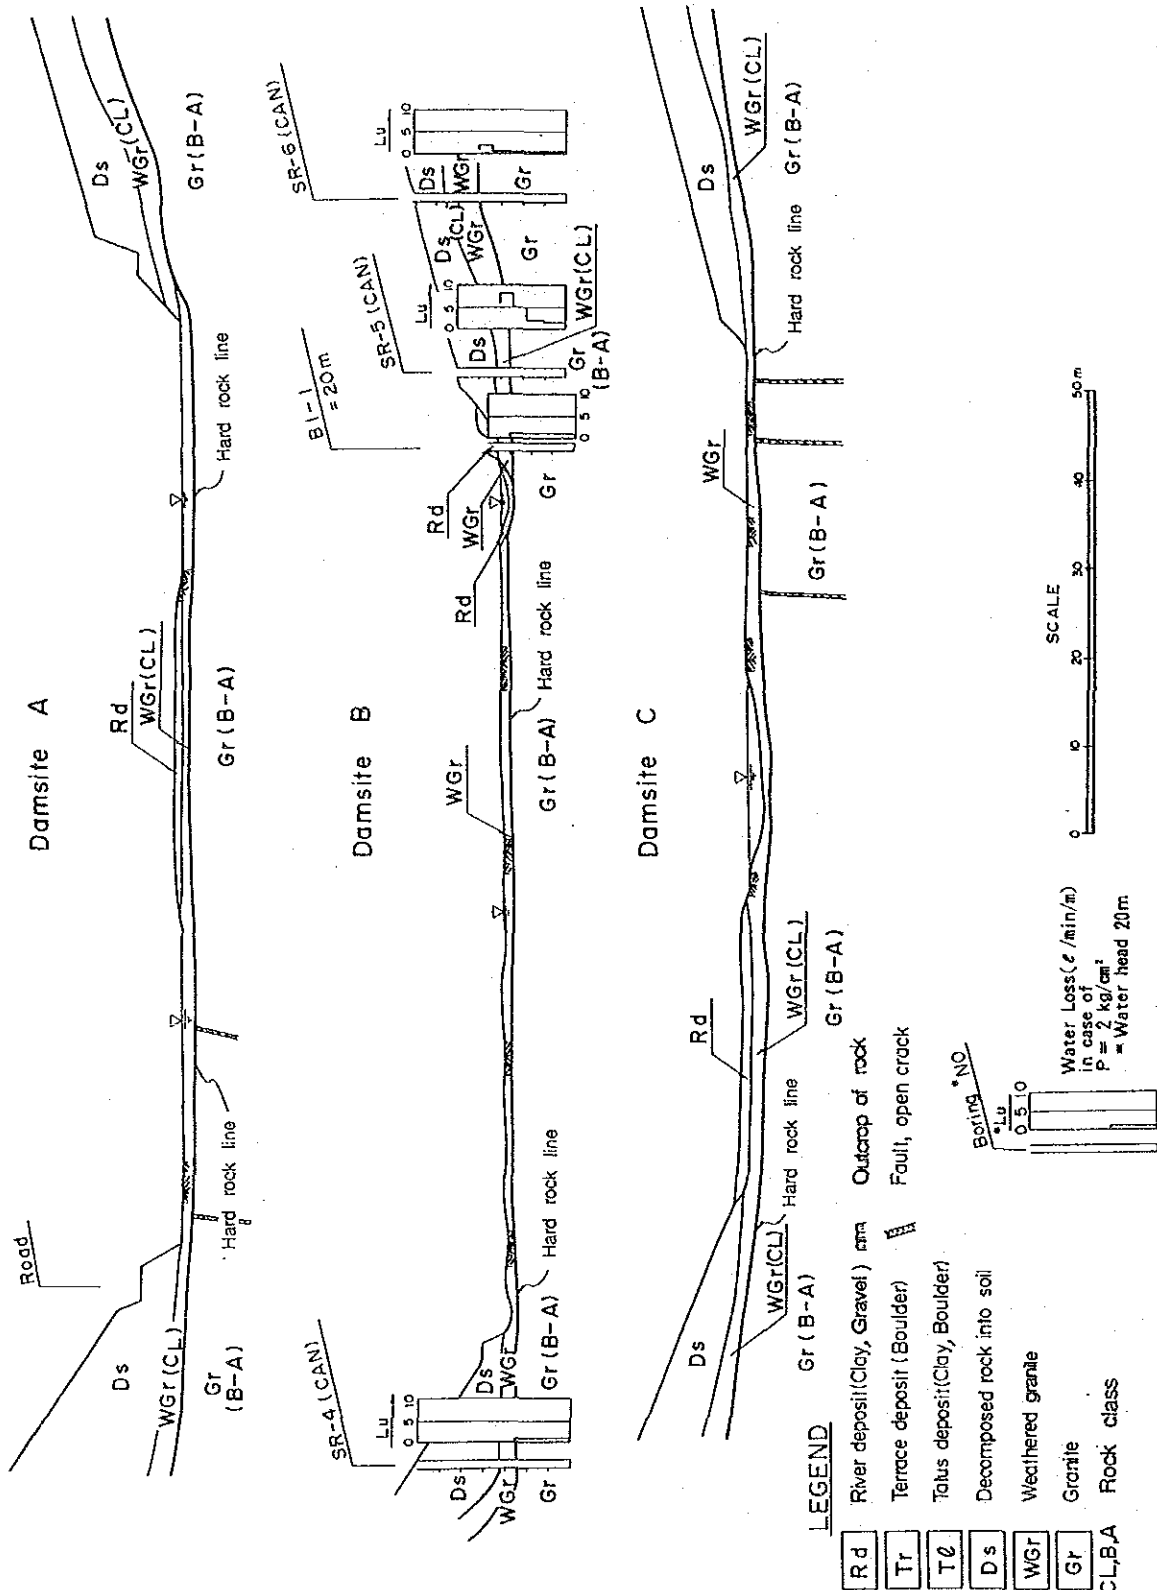 Damsite A
Road
Ds
WGr(CL)
Gr
(B-A)
Hard rock line
Rd
WGr(CL)
Gr(B-A)
Hard rock line
Ds
WGr(CL)
Gr(B-A)
Damsite B
SR-4 (CAN)
Lu
0 5 10
Ds
WGr
Gr
Ds
WGr
Gr(B-A)
Hard rock line
WGr
Gr(B-A)
Hard rock line
Rd
WGr
Rd
Gr
B1-1
=20m
0 5 10
SR-5 (CAN)
Lu
0 5 10
Ds
Gr
(B-A)
WGr(CL)
SR-6 (CAN)
Lu
0 5 10
Ds
(CL)
WGr
Gr
Ds
WGr
Gr
Damsite C
Ds
WGr(CL)
Gr(B-A)
Hard rock line
Rd
WGr(CL)
Gr(B-A)
WGr
Gr(B-A)
Hard rock line
Ds
WGr(CL)
Gr(B-A)
LEGEND
Rd River deposit (Clay, Gravel) Outcrop of rock
Tr Terrace deposit (Boulder) Fault, open crack
Tℓ Talus deposit (Clay, Boulder)
Ds Decomposed rock into soil
WGr Weathered granite
Gr Granite
CL,B,A Rock class
Boring *NO
*Lu
0 5 10
Water Loss (ℓ/min/m)
in case of
P = 2 kg/cm²
= Water head 20m
SCALE
0 10 20 30 40 50m